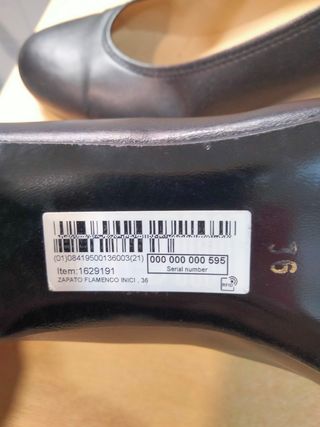 (01)08419500136003(21)
000 000 000 595
Serial number
Item:1629191
ZAPATO FLAMENCO INICI , 36
RFID
36